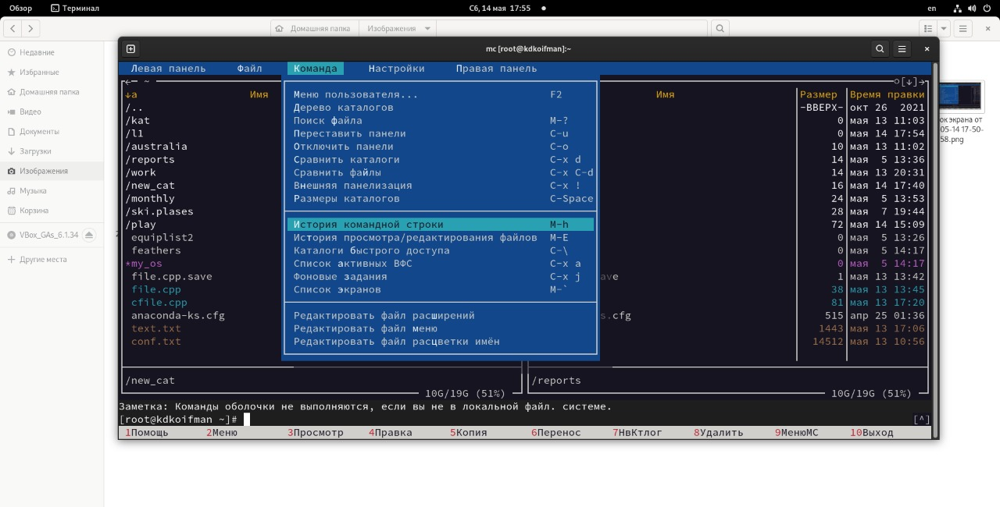 Обзор Терминал Сб, 14 мая 17:55 en
Домашняя папка Изображения
Недавние
Избранные
Домашняя папка
Видео
Документы
Загрузки
Изображения
Музыка
Корзина
VBox_GAs_6.1.34
Другие места
ок экрана от
05-14 17-50-
58.png
mc [root@kdkoifman]:~
Левая панель Файл Команда Настройки Правая панель
←─ ~ ○[↓]→
↓а Имя Имя Размер Время правки
/.. -ВВЕРХ- окт 26 2021
/kat 0 мая 13 11:03
/l1 0 мая 14 17:54
/australia 10 мая 13 11:02
/reports 14 мая 5 13:36
/work 14 мая 13 20:31
/new_cat 16 мая 14 17:40
/monthly 24 мая 5 13:53
/ski.plases 28 мая 7 19:44
/play 72 мая 14 15:09
equiplist2 0 мая 5 13:26
feathers 0 мая 5 14:17
*my_os 0 мая 5 14:17
file.cpp.save ave 1 мая 13 13:42
file.cpp 38 мая 13 13:45
cfile.cpp 81 мая 13 17:20
anaconda-ks.cfg s.cfg 515 апр 25 01:36
text.txt 1443 мая 13 17:06
conf.txt 14512 мая 13 10:56
Меню пользователя... F2
Дерево каталогов
Поиск файла M-?
Переставить панели C-u
Отключить панели C-o
Сравнить каталоги C-x d
Сравнить файлы C-x C-d
Внешняя панелизация C-x !
Размеры каталогов C-Space
История командной строки M-h
История просмотра/редактирования файлов M-E
Каталоги быстрого доступа C-\
Список активных ВФС C-x a
Фоновые задания C-x j
Список экранов M-`
Редактировать файл расширений
Редактировать файл меню
Редактировать файл расцветки имён
/new_cat /reports
10G/19G (51%) 10G/19G (51%)
Заметка: Команды оболочки не выполняются, если вы не в локальной файл. системе.
[root@kdkoifman ~]# [^]
1Помощь 2Меню 3Просмотр 4Правка 5Копия 6Перенос 7НвКтлог 8Удалить 9МенюМС 10Выход